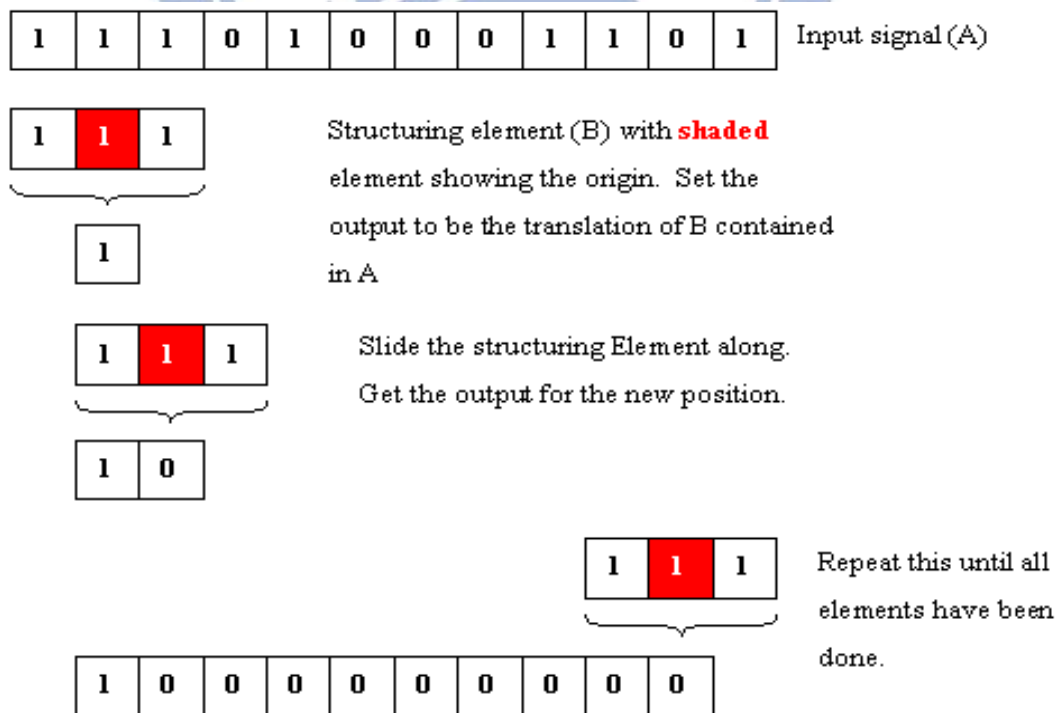 1 1 1 0 1 0 0 0 1 1 0 1 Input signal (A)
1 1 1
Structuring element (B) with shaded
element showing the origin. Set the
output to be the translation of B contained
in A
1
1 1 1
Slide the structuring Element along.
Get the output for the new position.
1 0
1 1 1
Repeat this until all
elements have been
done.
1 0 0 0 0 0 0 0 0 0